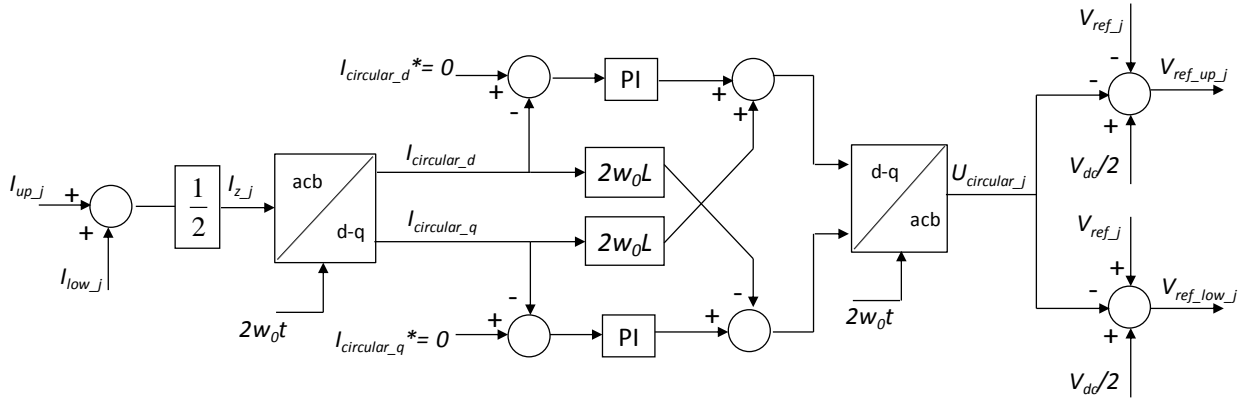 V_ref_j
-
I_circular_d*= 0
+
-
PI
+
+
-
+
V_ref_up_j
V_dc/2
I_up_j
+
+
I_low_j
1
2
I_z_j
acb
d-q
2w_0t
I_circular_d
2w_0L
I_circular_q
2w_0L
d-q
acb
2w_0t
U_circular_j
V_ref_j
+
-
+
V_ref_low_j
V_dc/2
-
+
I_circular_q*= 0
PI
+
-